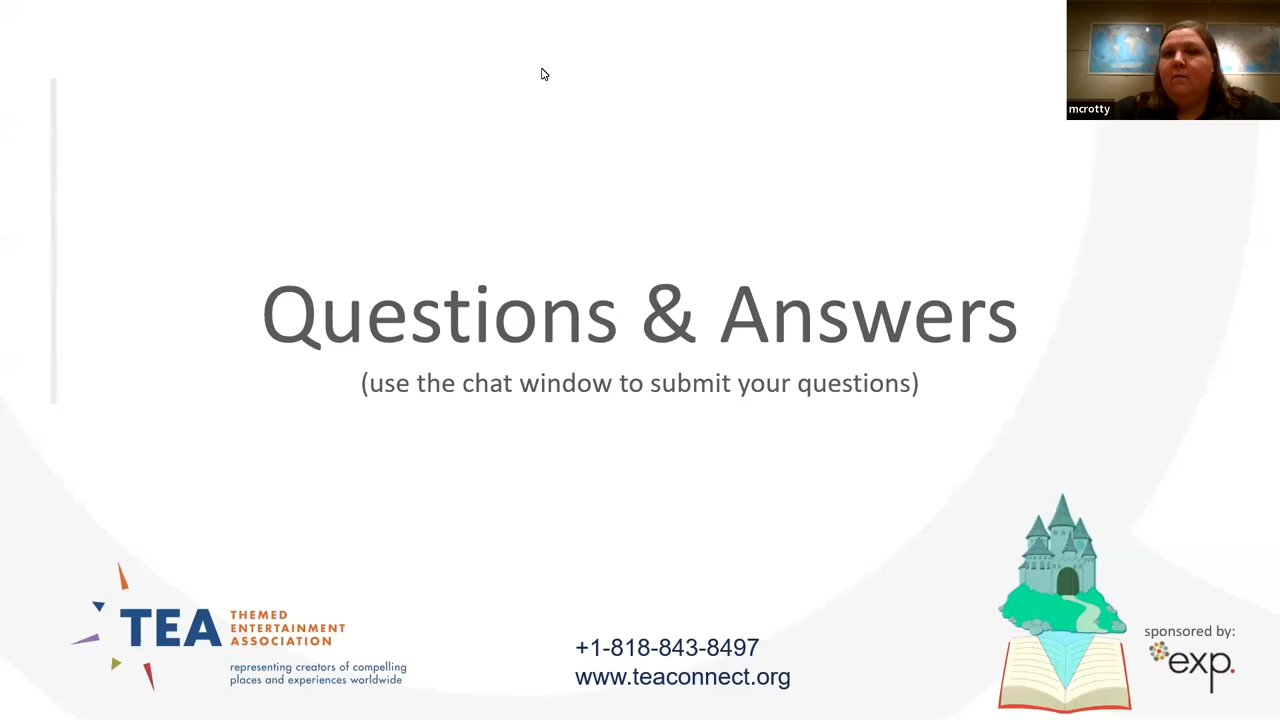 mcrotty
Questions & Answers
(use the chat window to submit your questions)
TEA
THEMED
ENTERTAINMENT
ASSOCIATION
representing creators of compelling
places and experiences worldwide
+1-818-843-8497
www.teaconnect.org
sponsored by:
exp.